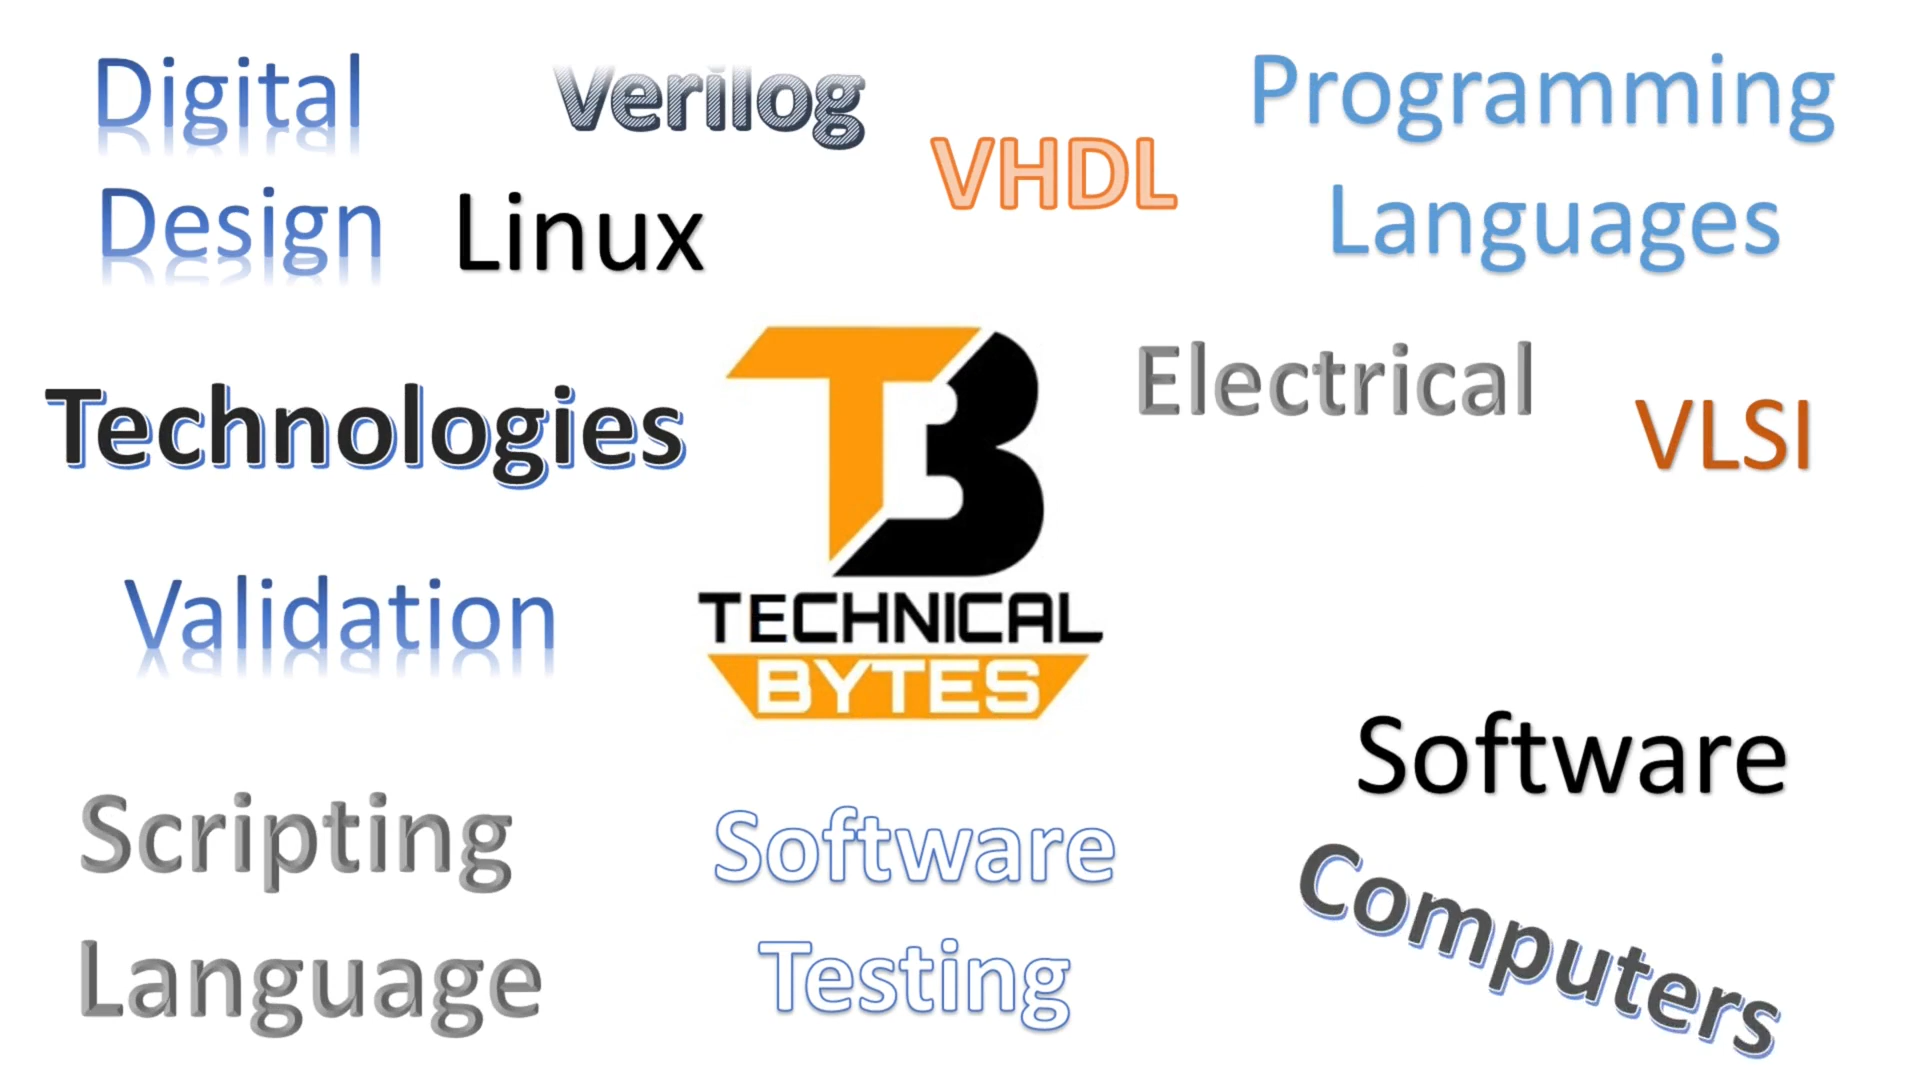 Digital
Design
Verilog
VHDL
Programming
Languages
Linux
Technologies
TB
TECHNICAL
BYTES
Electrical
VLSI
Validation
Software
Scripting
Language
Software
Testing
Computers